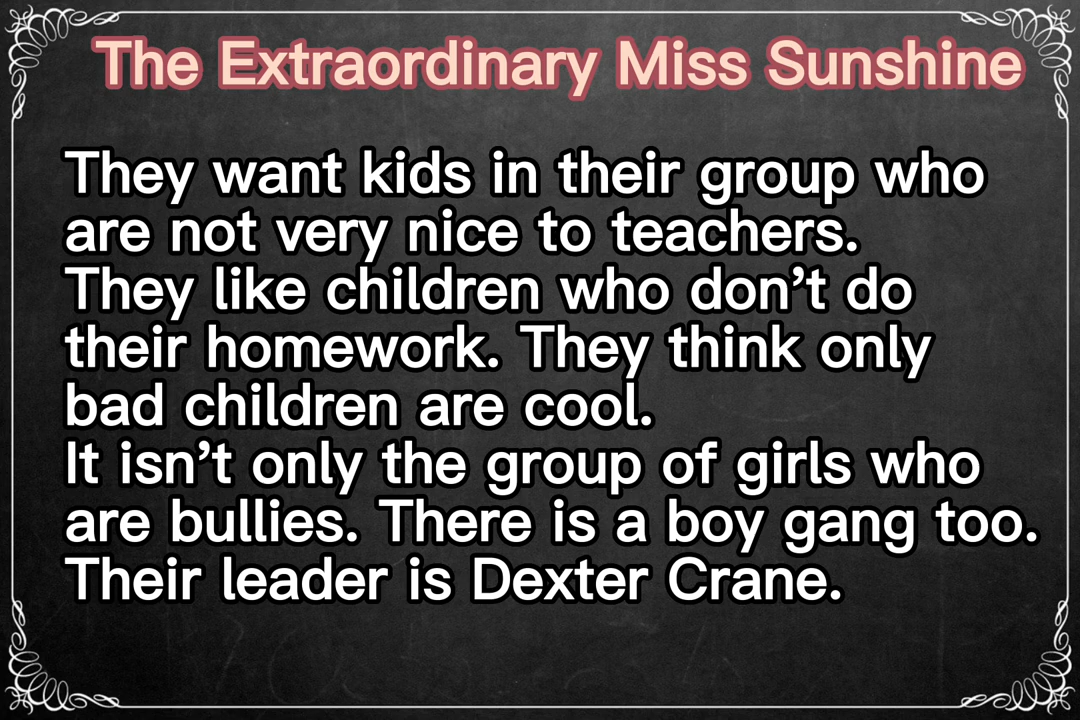 The Extraordinary Miss Sunshine
They want kids in their group who
are not very nice to teachers.
They like children who don’t do
their homework. They think only
bad children are cool.
It isn’t only the group of girls who
are bullies. There is a boy gang too.
Their leader is Dexter Crane.